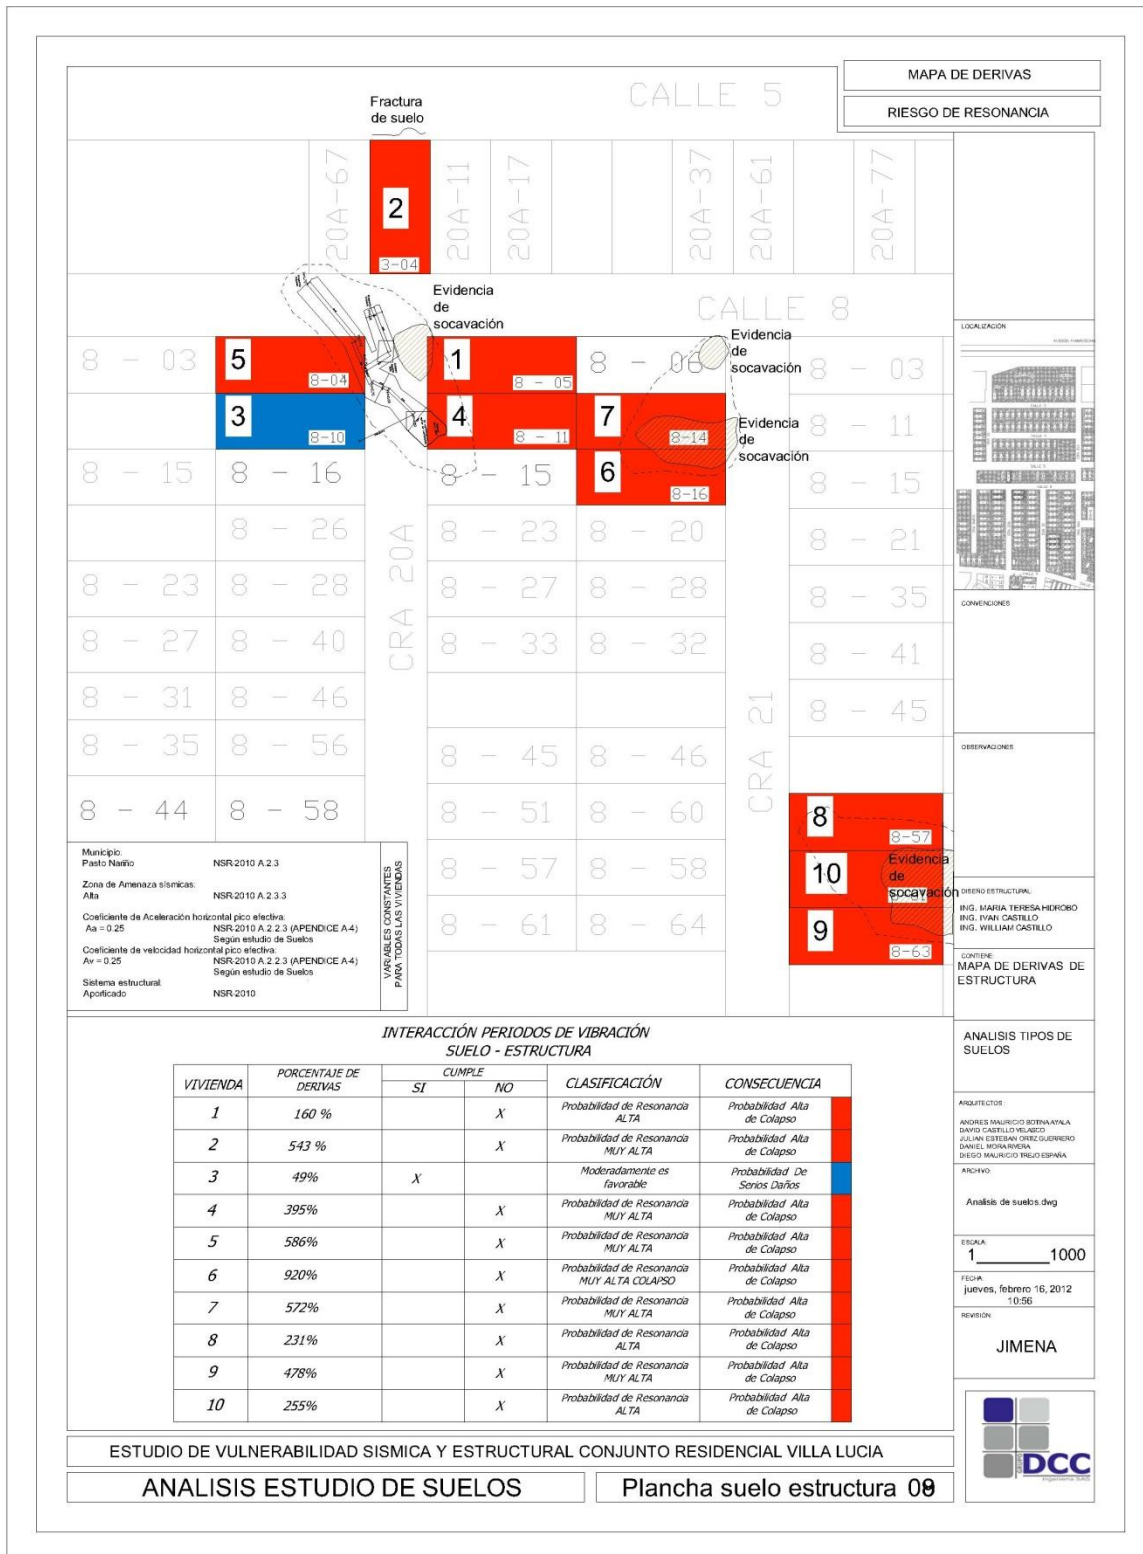 MAPA DE DERIVAS
RIESGO DE RESONANCIA
CALLE 5
Fractura
de suelo
20A-67
2
3-04
20A-11
20A-17
20A-37
20A-61
20A-77
Evidencia
de
socavación
CALLE 8
Evidencia
de
socavación
8 - 03
5
8-04
1
8 - 05
8 - 06
8 - 03
3
8-10
4
8 - 11
7
8-14
Evidencia
de
socavación
8 - 11
8 - 15
8 - 16
8 - 15
6
8-16
8 - 15
8 - 26
8 - 23
8 - 20
8 - 21
CRA 20A
8 - 23
8 - 28
8 - 27
8 - 28
8 - 35
8 - 27
8 - 40
8 - 33
8 - 32
8 - 41
8 - 31
8 - 46
8 - 45
CRA 21
8 - 35
8 - 56
8 - 45
8 - 46
8 - 44
8 - 58
8 - 51
8 - 60
8
8-57
8 - 57
8 - 58
10
Evidencia
de
socavación
8 - 61
8 - 64
9
8-63
Municipio:
Pasto Nariño NSR-2010 A.2.3
Zona de Amenaza sísmicas:
Alta NSR-2010 A.2.3.3
Coeficiente de Aceleración horizontal pico efectiva:
Aa = 0.25 NSR-2010 A.2.2.3 (APENDICE A-4)
Según estudio de Suelos
Coeficiente de velocidad horizontal pico efectiva:
Av = 0.25 NSR-2010 A.2.2.3 (APENDICE A-4)
Según estudio de Suelos
Sistema estructural:
Aporticado NSR-2010
VARIABLES CONSTANTES
PARA TODAS LAS VIVIENDAS
INTERACCIÓN PERIODOS DE VIBRACIÓN
SUELO - ESTRUCTURA
VIVIENDA PORCENTAJE DE DERIVAS CUMPLE SI NO CLASIFICACIÓN CONSECUENCIA
1 160 % X Probabilidad de Resonancia ALTA Probabilidad Alta de Colapso
2 543 % X Probabilidad de Resonancia MUY ALTA Probabilidad Alta de Colapso
3 49% X Moderadamente es favorable Probabilidad De Serios Daños
4 395% X Probabilidad de Resonancia MUY ALTA Probabilidad Alta de Colapso
5 586% X Probabilidad de Resonancia MUY ALTA Probabilidad Alta de Colapso
6 920% X Probabilidad de Resonancia MUY ALTA COLAPSO Probabilidad Alta de Colapso
7 572% X Probabilidad de Resonancia MUY ALTA Probabilidad Alta de Colapso
8 231% X Probabilidad de Resonancia ALTA Probabilidad Alta de Colapso
9 478% X Probabilidad de Resonancia MUY ALTA Probabilidad Alta de Colapso
10 255% X Probabilidad de Resonancia ALTA Probabilidad Alta de Colapso
LOCALIZACIÓN
CONVENCIONES
OBSERVACIONES
DISEÑO ESTRUCTURAL:
ING. MARIA TERESA HIDROBO
ING. IVAN CASTILLO
ING. WILLIAM CASTILLO
CONTIENE:
MAPA DE DERIVAS DE
ESTRUCTURA
ANALISIS TIPOS DE
SUELOS
ARQUITECTOS:
ANDRES MAURICIO BOTINA AYALA
DAVID CASTILLO VELASCO
JULIAN ESTEBAN ORTIZ GUERRERO
DANIEL MORA RIVERA
DIEGO MAURICIO TREJO ESPAÑA
ARCHIVO:
Analisis de suelos.dwg
ESCALA:
1 1000
FECHA:
jueves, febrero 16, 2012
10:56
REVISIÓN:
JIMENA
GRUPO
DCC
Ingeniería SAS
ESTUDIO DE VULNERABILIDAD SISMICA Y ESTRUCTURAL CONJUNTO RESIDENCIAL VILLA LUCIA
ANALISIS ESTUDIO DE SUELOS
Plancha suelo estructura